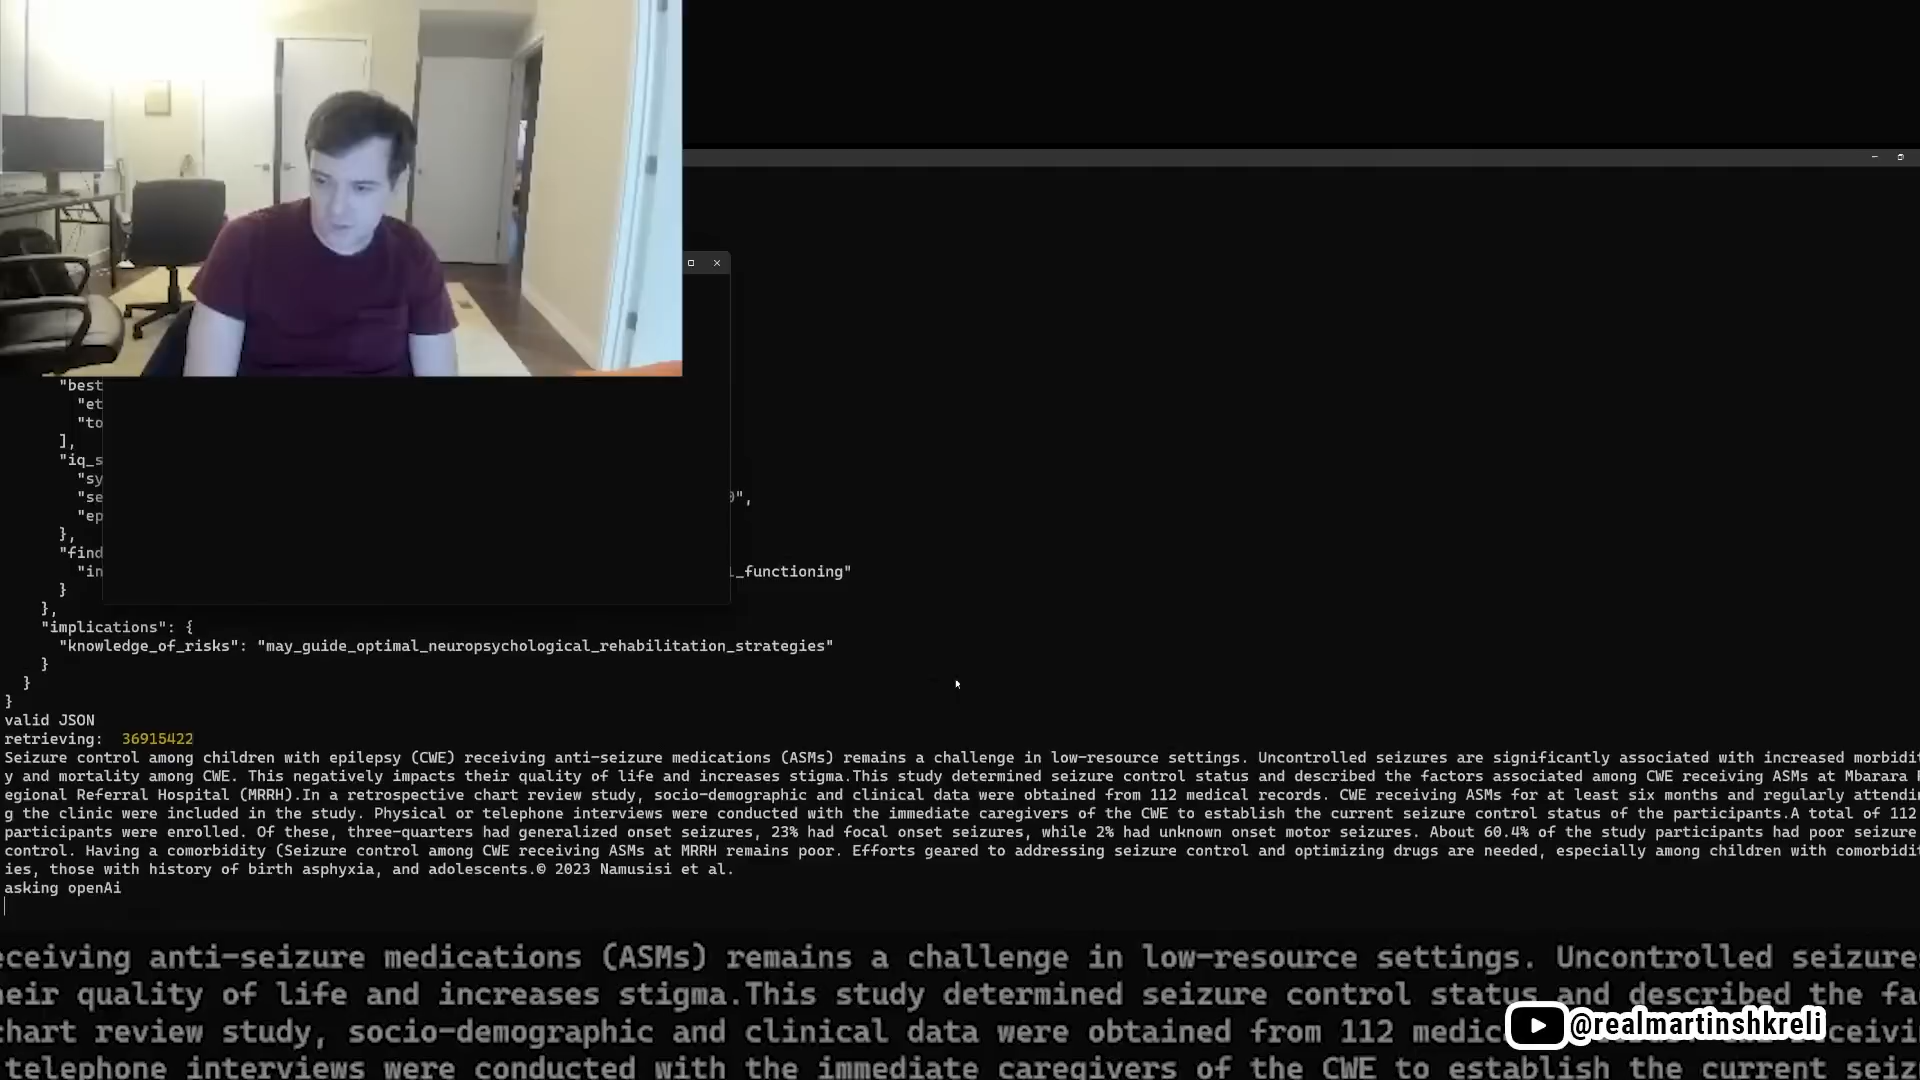 "best
"et
"to
],
"iq_s
"sy
"se 0",
"ep
},
"find
"in l_functioning"
}
},
"implications": {
"knowledge_of_risks": "may_guide_optimal_neuropsychological_rehabilitation_strategies"
}
}
}
valid JSON
retrieving: 36915422
Seizure control among children with epilepsy (CWE) receiving anti-seizure medications (ASMs) remains a challenge in low-resource settings. Uncontrolled seizures are significantly associated with increased morbidit
y and mortality among CWE. This negatively impacts their quality of life and increases stigma.This study determined seizure control status and described the factors associated among CWE receiving ASMs at Mbarara R
egional Referral Hospital (MRRH).In a retrospective chart review study, socio-demographic and clinical data were obtained from 112 medical records. CWE receiving ASMs for at least six months and regularly attendin
g the clinic were included in the study. Physical or telephone interviews were conducted with the immediate caregivers of the CWE to establish the current seizure control status of the participants.A total of 112
participants were enrolled. Of these, three-quarters had generalized onset seizures, 23% had focal onset seizures, while 2% had unknown onset motor seizures. About 60.4% of the study participants had poor seizure
control. Having a comorbidity (Seizure control among CWE receiving ASMs at MRRH remains poor. Efforts geared to addressing seizure control and optimizing drugs are needed, especially among children with comorbidit
ies, those with history of birth asphyxia, and adolescents.© 2023 Namusisi et al.
asking openAi
eceiving anti-seizure medications (ASMs) remains a challenge in low-resource settings. Uncontrolled seizure
eir quality of life and increases stigma.This study determined seizure control status and described the fa
chart review study, socio-demographic and clinical data were obtained from 112 medic ceivin
telephone interviews were conducted with the immediate caregivers of the CWE to establish the current seiz
@realmartinshkreli